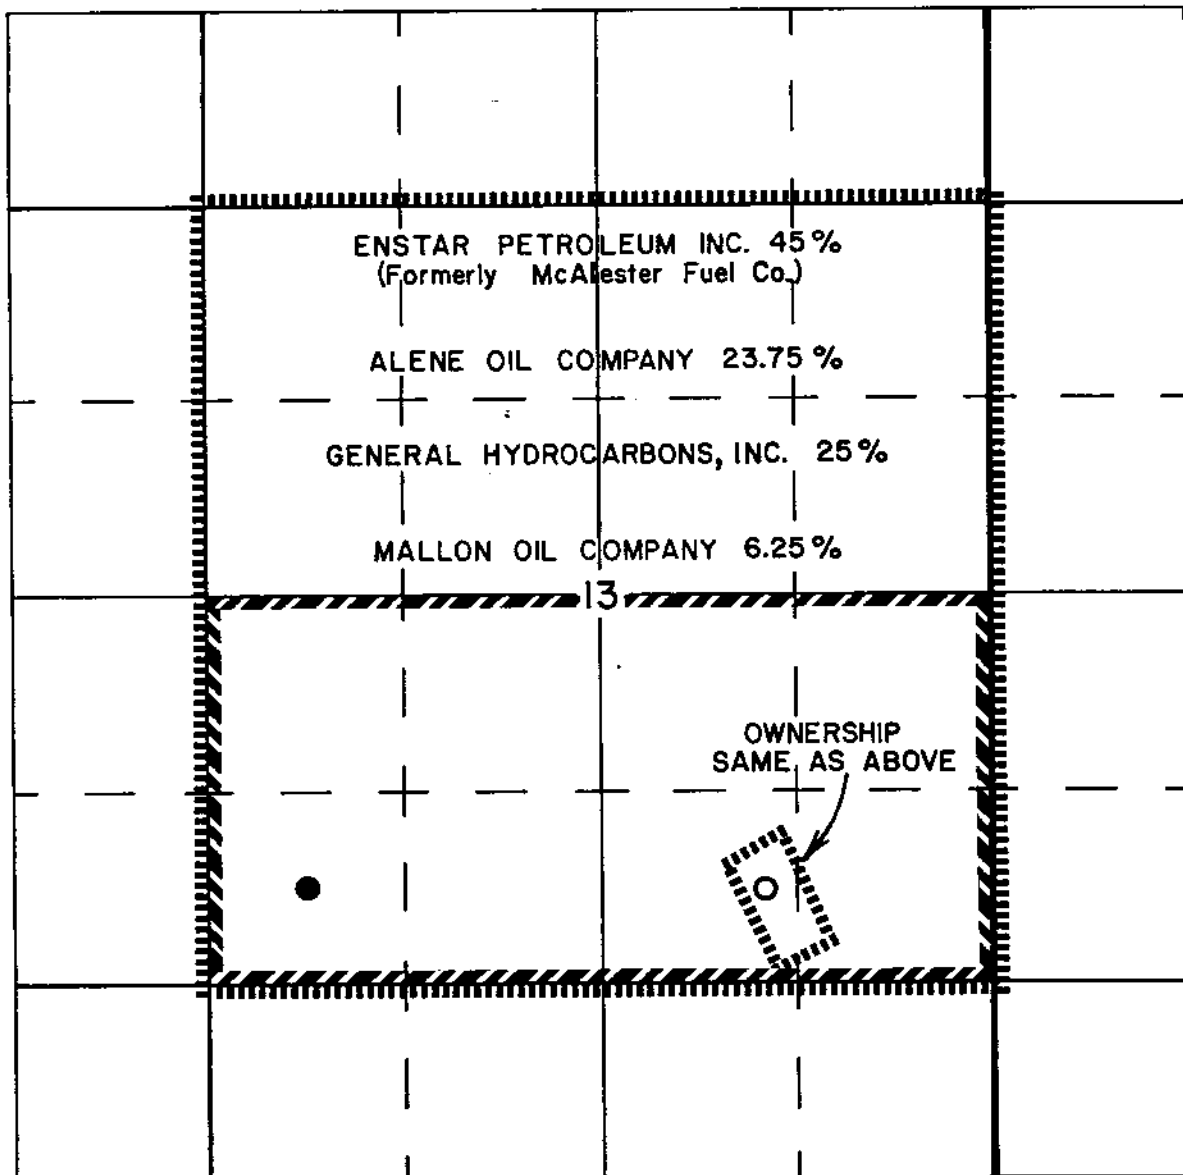 ENSTAR PETROLEUM INC. 45%
(Formerly McAlester Fuel Co.)
ALENE OIL COMPANY 23.75%
GENERAL HYDROCARBONS, INC. 25%
MALLON OIL COMPANY 6.25%
13
OWNERSHIP
SAME AS ABOVE